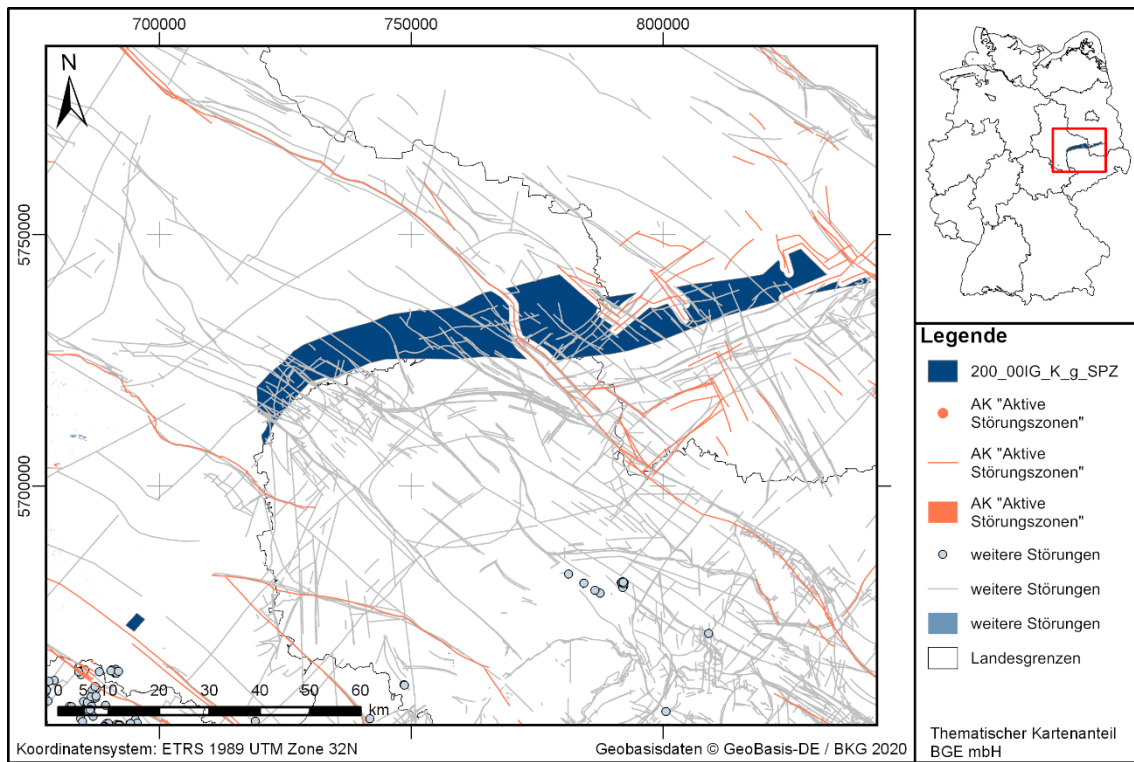 700000
750000
800000
N
5750000
5700000
0
5
10
20
30
40
50
60
km
Koordinatensystem: ETRS 1989 UTM Zone 32N
Geobasisdaten © GeoBasis-DE / BKG 2020
Legende
200_00IG_K_g_SPZ
AK "Aktive
Störungszonen"
AK "Aktive
Störungszonen"
AK "Aktive
Störungszonen"
weitere Störungen
weitere Störungen
weitere Störungen
Landesgrenzen
Thematischer Kartenanteil
BGE mbH